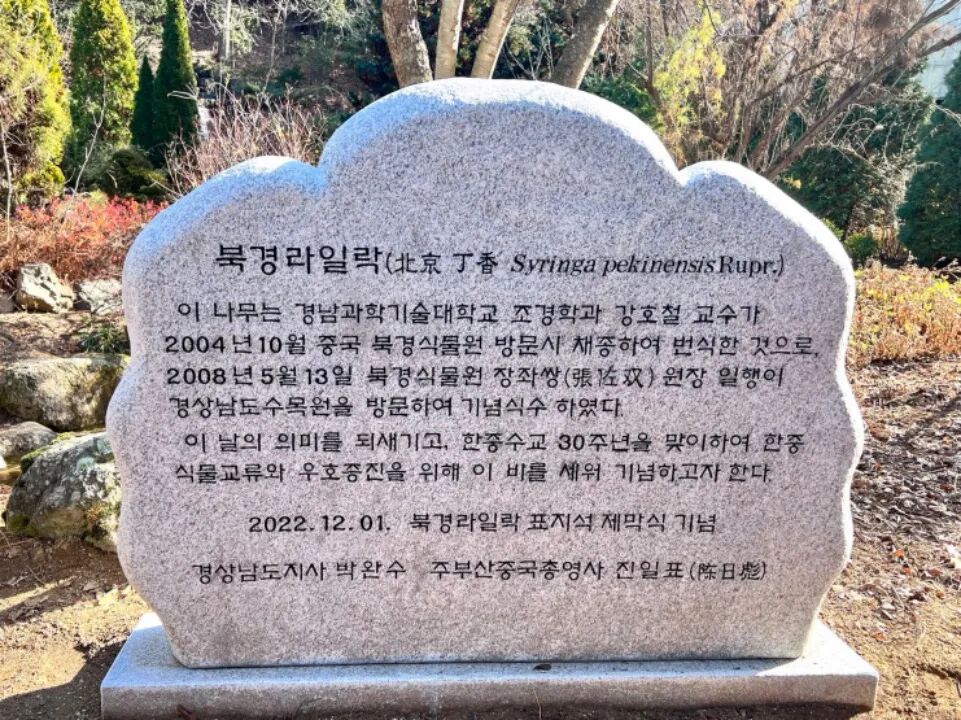 북경라일락(北京 丁香 Syringa pekinensis Rupr.)
이 나무는 경남과학기술대학교 조경학과 강호철 교수가
2004년 10월 중국 북경식물원 방문시 채종하여 번식한 것으로,
2008년 5월 13일 북경식물원 장좌쌍(張佐双) 원장 일행이
경상남도수목원을 방문하여 기념식수 하였다.
이 날의 의미를 되새기고, 한중수교 30주년을 맞이하여 한중
식물교류와 우호증진을 위해 이 비를 세워 기념하고자 한다.
2022. 12. 01. 북경라일락 표지석 제막식 기념
경상남도지사 박완수 주부산중국총영사 진일표(陈日彪)